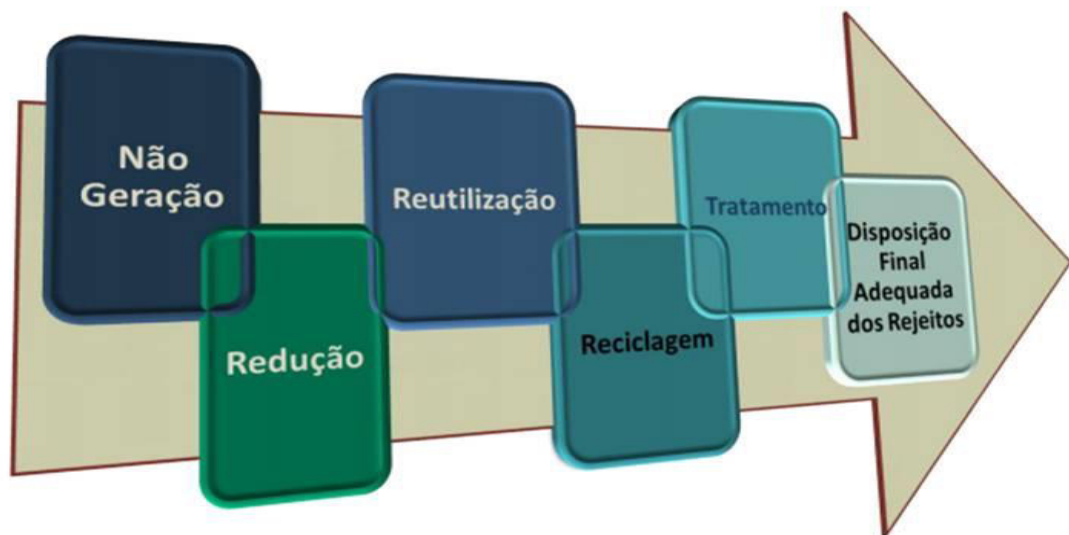 Não
Geração
Redução
Reutilização
Reciclagem
Tratamento
Disposição
Final
Adequada
dos Rejeitos